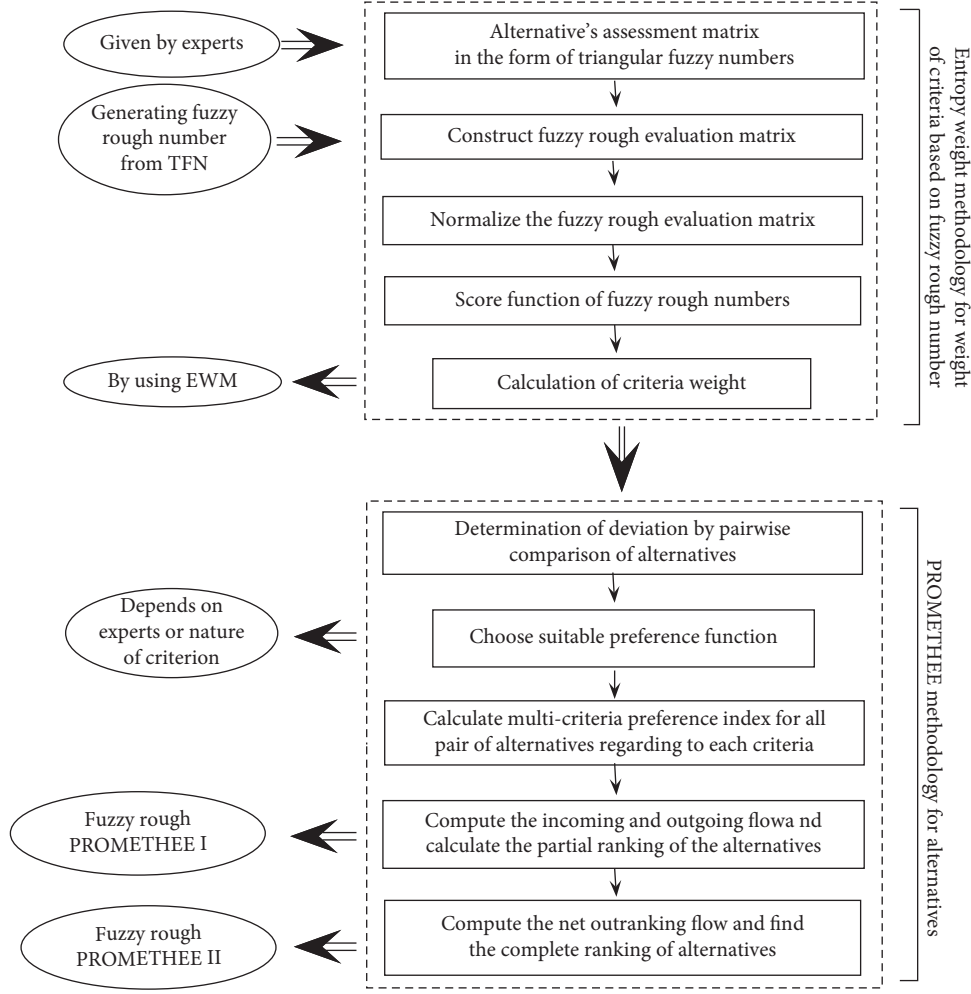 Given by experts
Alternative's assessment matrix
in the form of triangular fuzzy numbers
Generating fuzzy
rough number
from TFN
Construct fuzzy rough evaluation matrix
Normalize the fuzzy rough evaluation matrix
Score function of fuzzy rough numbers
By using EWM
Calculation of criteria weight
Entropy weight methodology for weight
of criteria based on fuzzy rough number
Determination of deviation by pairwise
comparison of alternatives
Depends on
experts or nature
of criterion
Choose suitable preference function
Calculate multi-criteria preference index for all
pair of alternatives regarding to each criteria
Fuzzy rough
PROMETHEE I
Compute the incoming and outgoing flowa nd
calculate the partial ranking of the alternatives
Fuzzy rough
PROMETHEE II
Compute the net outranking flow and find
the complete ranking of alternatives
PROMETHEE methodology for alternatives